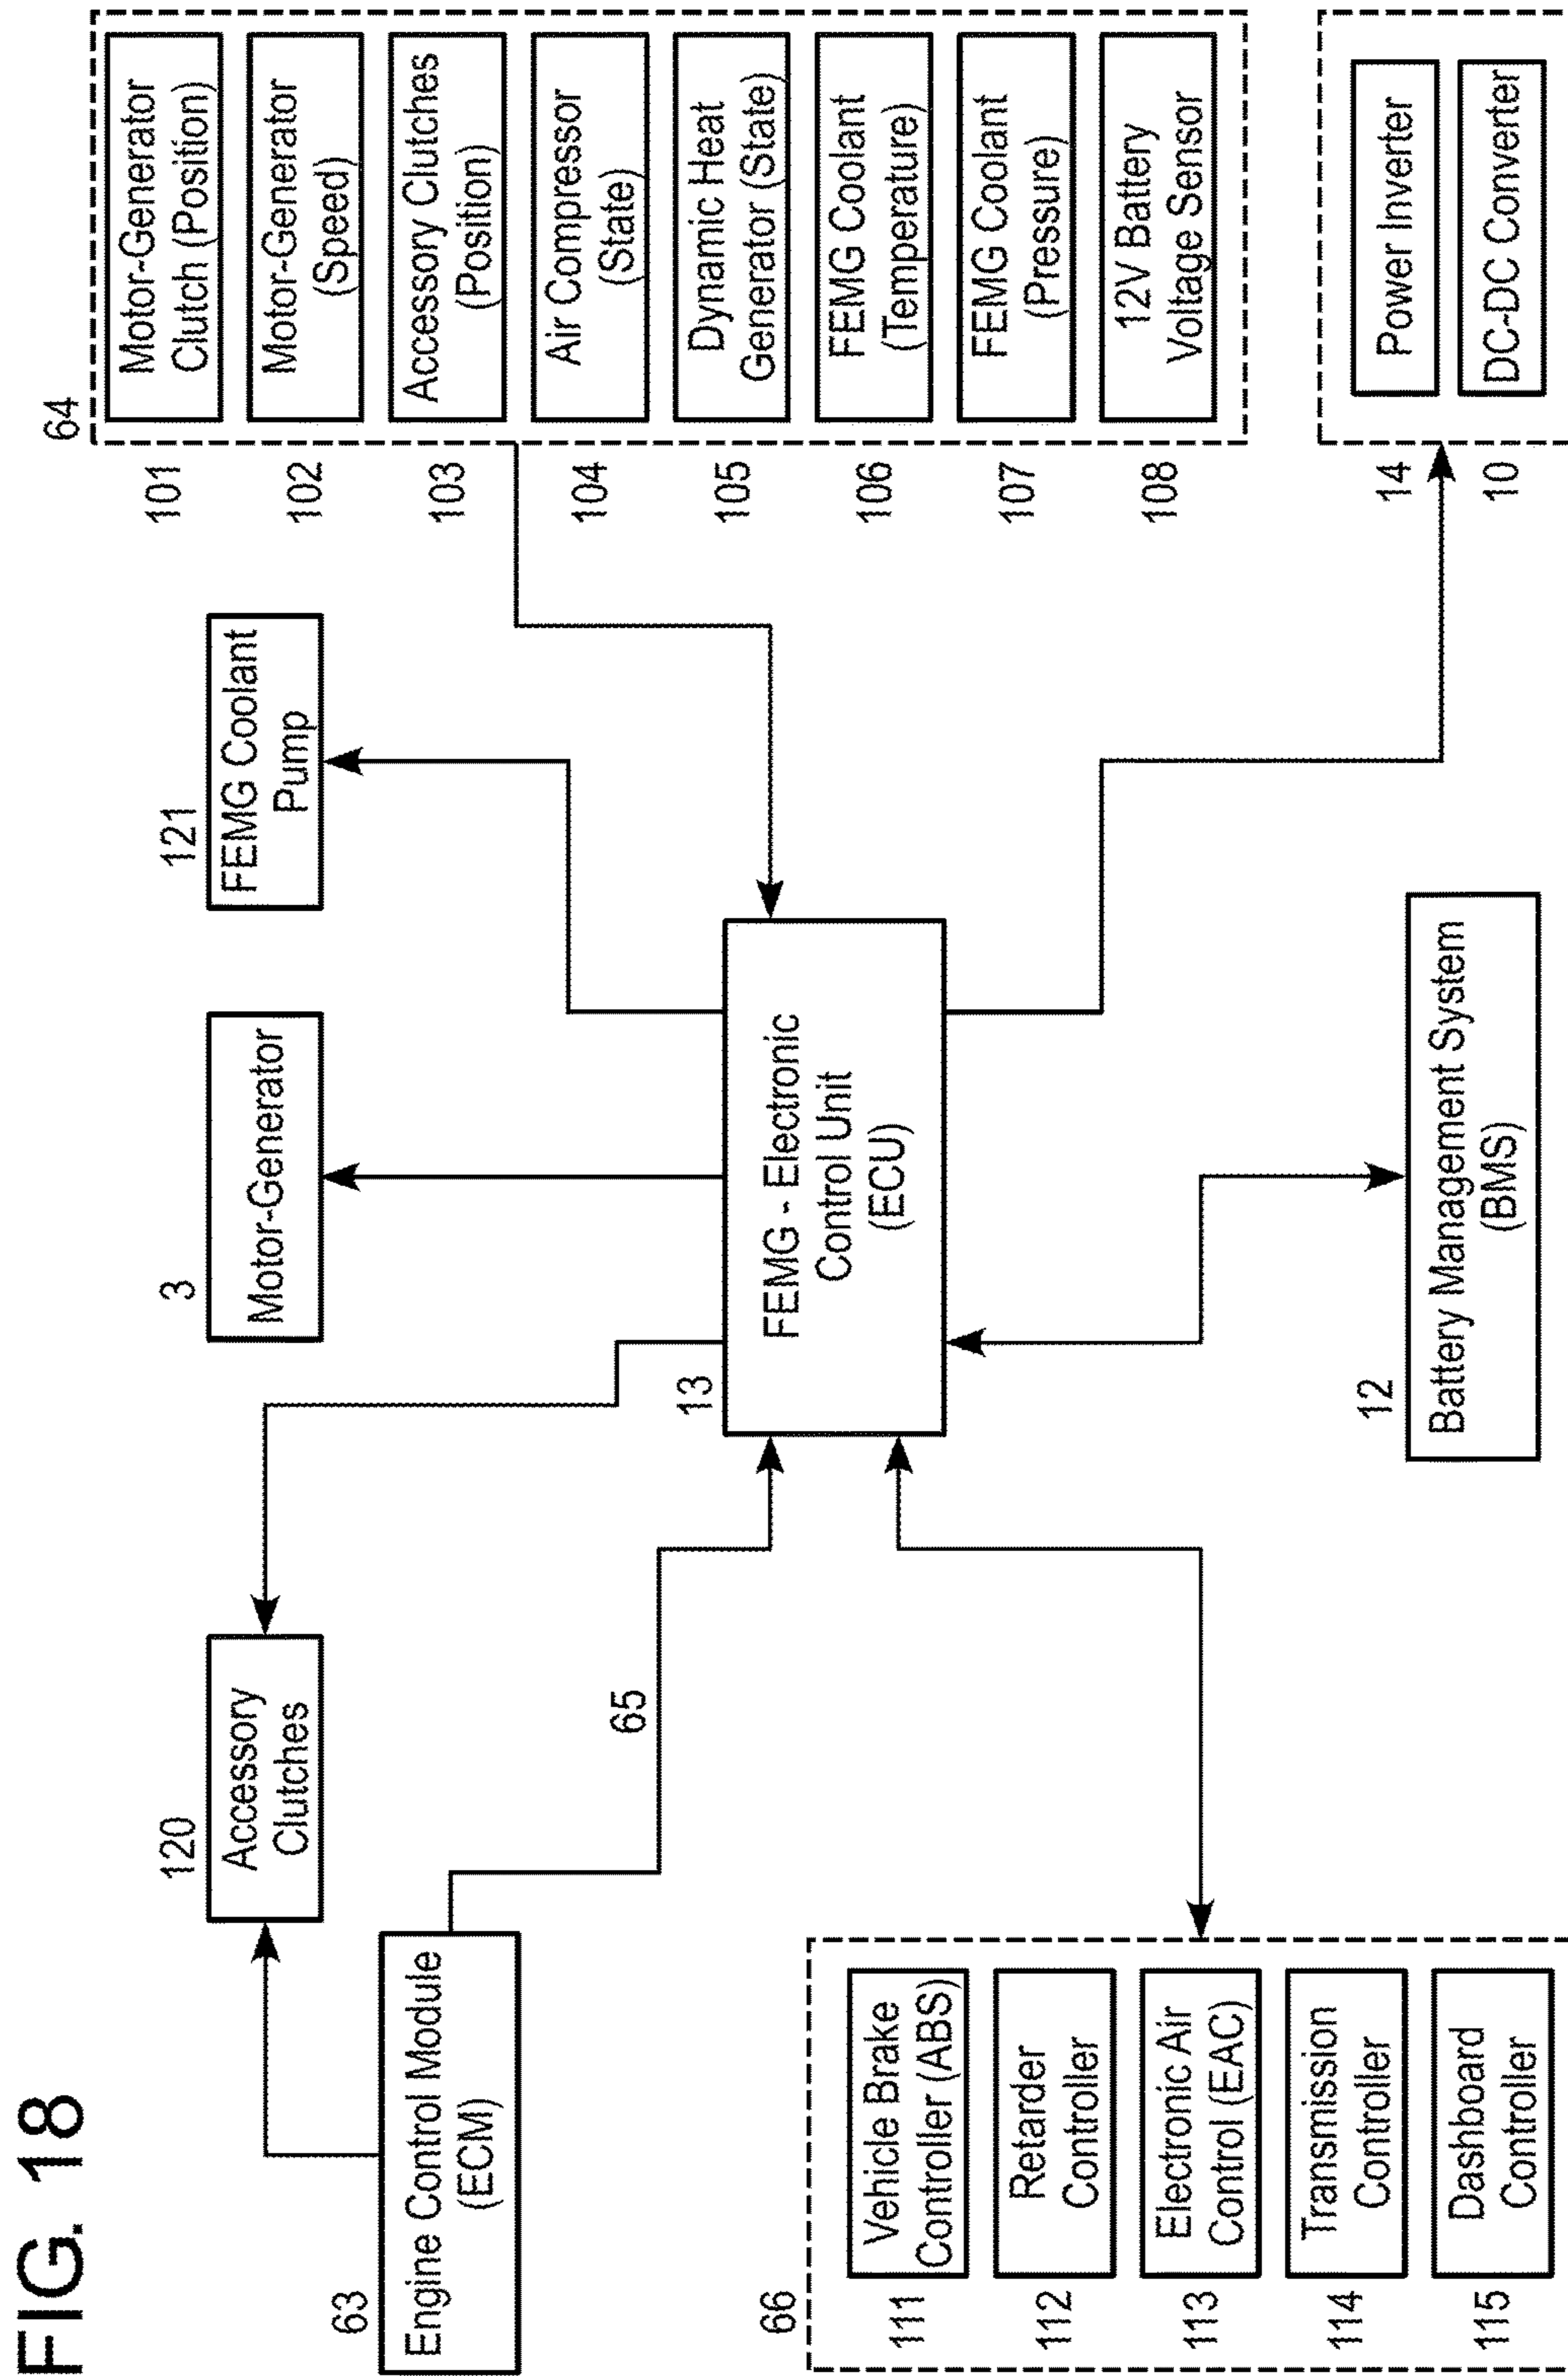 FIG. 18
63
Engine Control Module
(ECM)
120
Accessory
Clutches
3
Motor-Generator
121
FEMG Coolant
Pump
65
13
FEMG - Electronic
Control Unit
(ECU)
12
Battery Management System
(BMS)
66
111
Vehicle Brake
Controller (ABS)
112
Retarder
Controller
113
Electronic Air
Control (EAC)
114
Transmission
Controller
115
Dashboard
Controller
64
101
Motor-Generator
Clutch (Position)
102
Motor-Generator
(Speed)
103
Accessory Clutches
(Position)
104
Air Compressor
(State)
105
Dynamic Heat
Generator (State)
106
FEMG Coolant
(Temperature)
107
FEMG Coolant
(Pressure)
108
12V Battery
Voltage Sensor
14
Power Inverter
10
DC-DC Converter